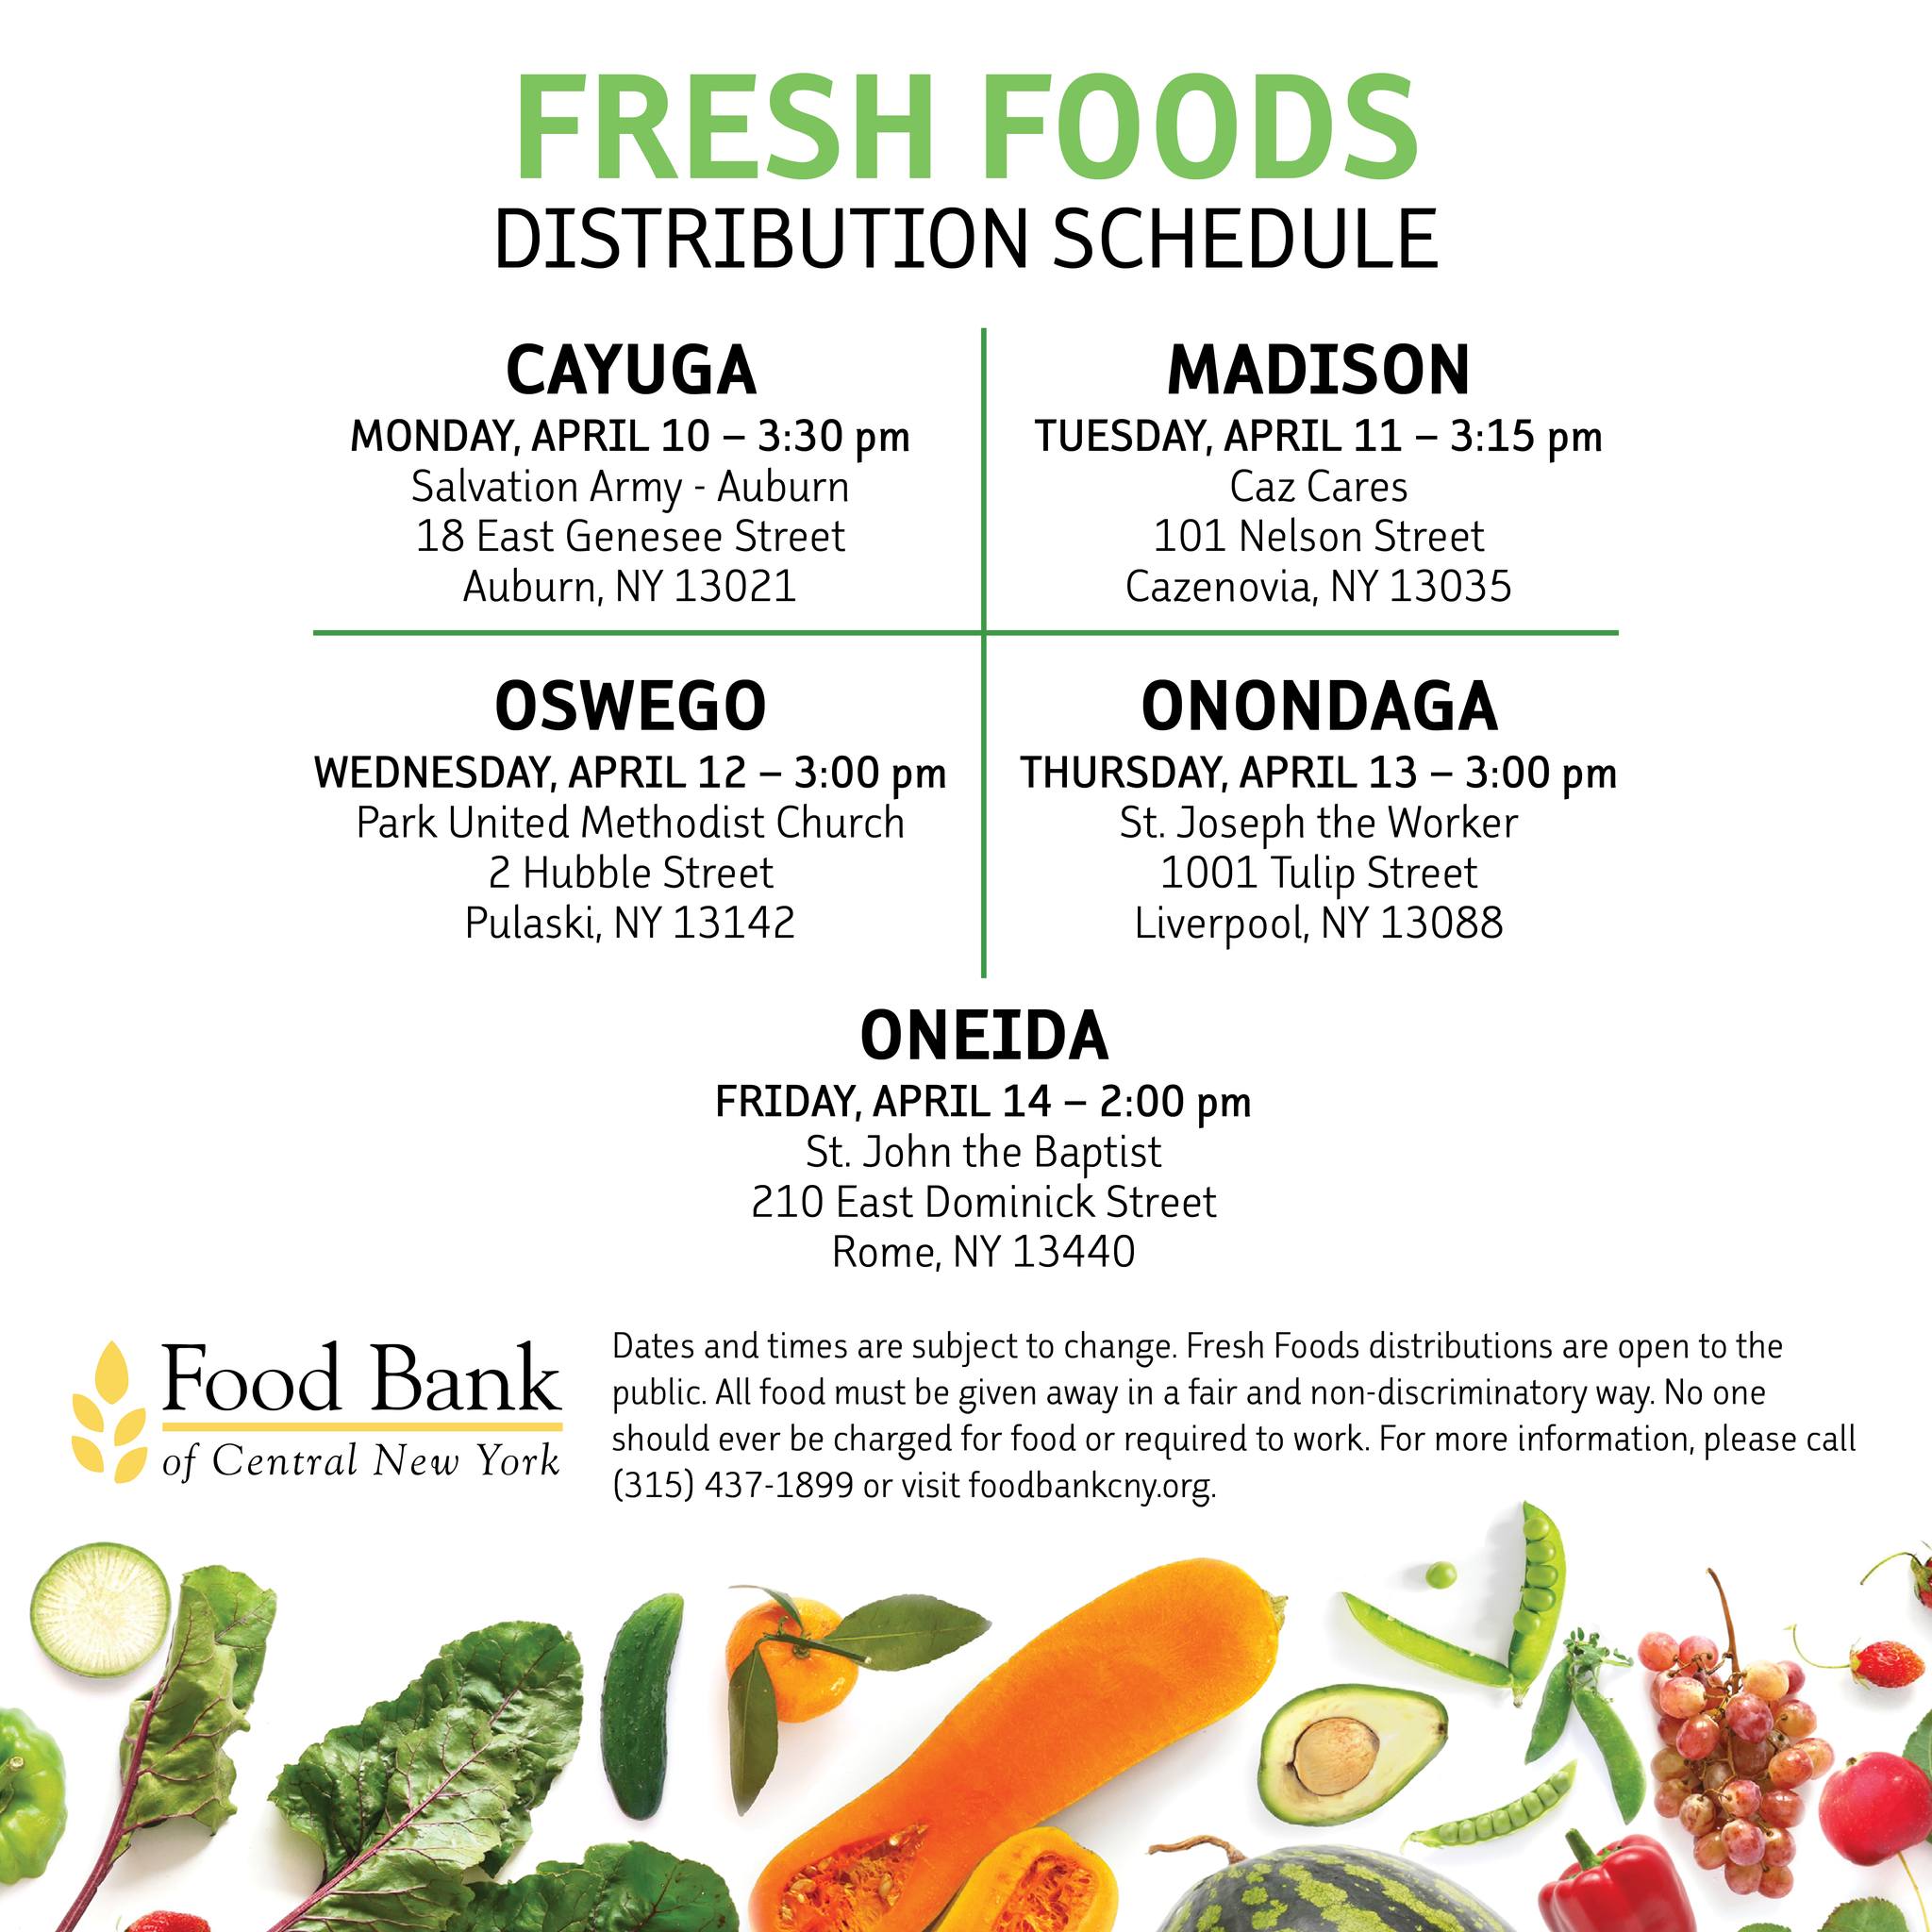 FRESH FOODS
DISTRIBUTION SCHEDULE
CAYUGA
MONDAY, APRIL 10 – 3:30 pm
Salvation Army - Auburn
18 East Genesee Street
Auburn, NY 13021
MADISON
TUESDAY, APRIL 11 – 3:15 pm
Caz Cares
101 Nelson Street
Cazenovia, NY 13035
OSWEGO
WEDNESDAY, APRIL 12 – 3:00 pm
Park United Methodist Church
2 Hubble Street
Pulaski, NY 13142
ONONDAGA
THURSDAY, APRIL 13 – 3:00 pm
St. Joseph the Worker
1001 Tulip Street
Liverpool, NY 13088
ONEIDA
FRIDAY, APRIL 14 – 2:00 pm
St. John the Baptist
210 East Dominick Street
Rome, NY 13440
Food Bank
of Central New York
Dates and times are subject to change. Fresh Foods distributions are open to the
public. All food must be given away in a fair and non-discriminatory way. No one
should ever be charged for food or required to work. For more information, please call
(315) 437-1899 or visit foodbankcny.org.